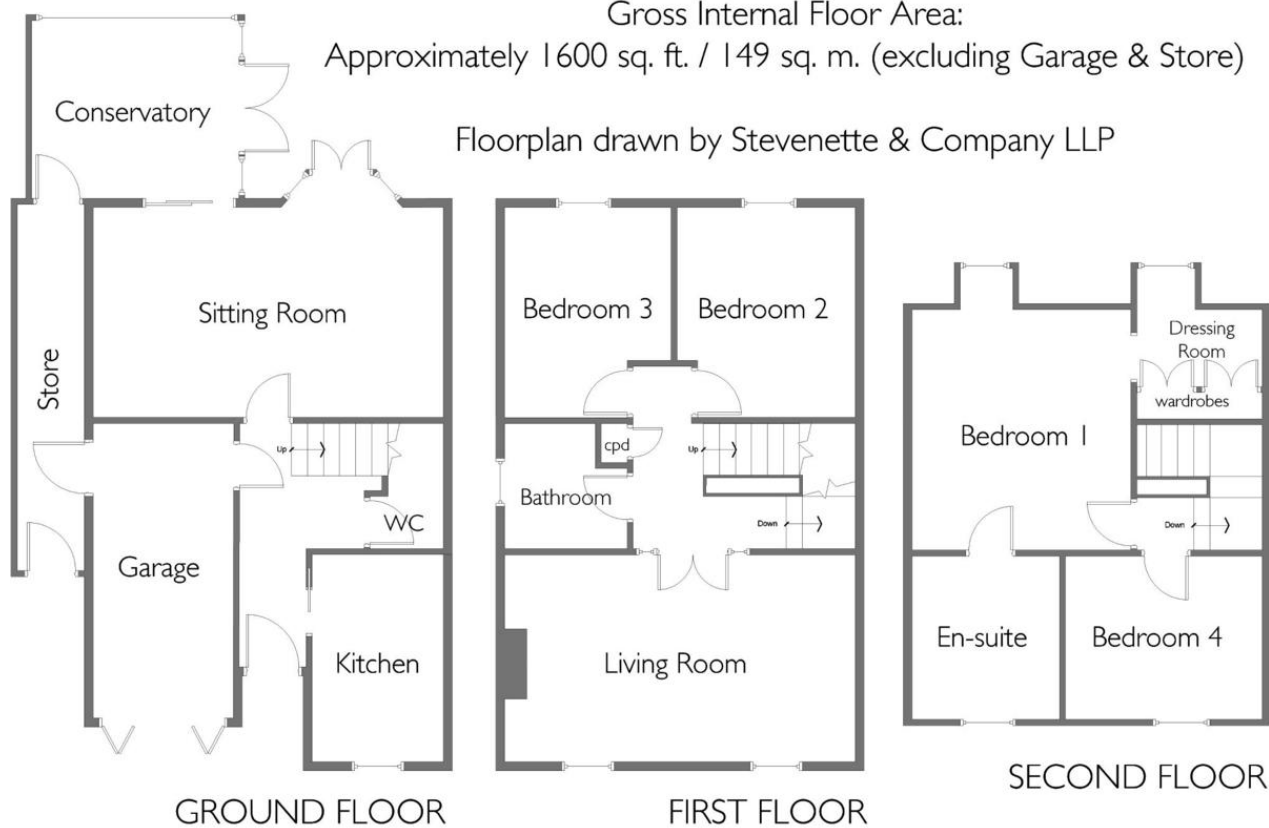 Gross Internal Floor Area:
Approximately 1600 sq. ft. / 149 sq. m. (excluding Garage & Store)
Floorplan drawn by Stevenette & Company LLP
Conservatory
Sitting Room
Store
Up
Garage
WC
Kitchen
GROUND FLOOR
Bedroom 3
Bedroom 2
cpd
Up
Bathroom
Down
Living Room
FIRST FLOOR
Dressing
Room
wardrobes
Bedroom 1
Down
En-suite
Bedroom 4
SECOND FLOOR